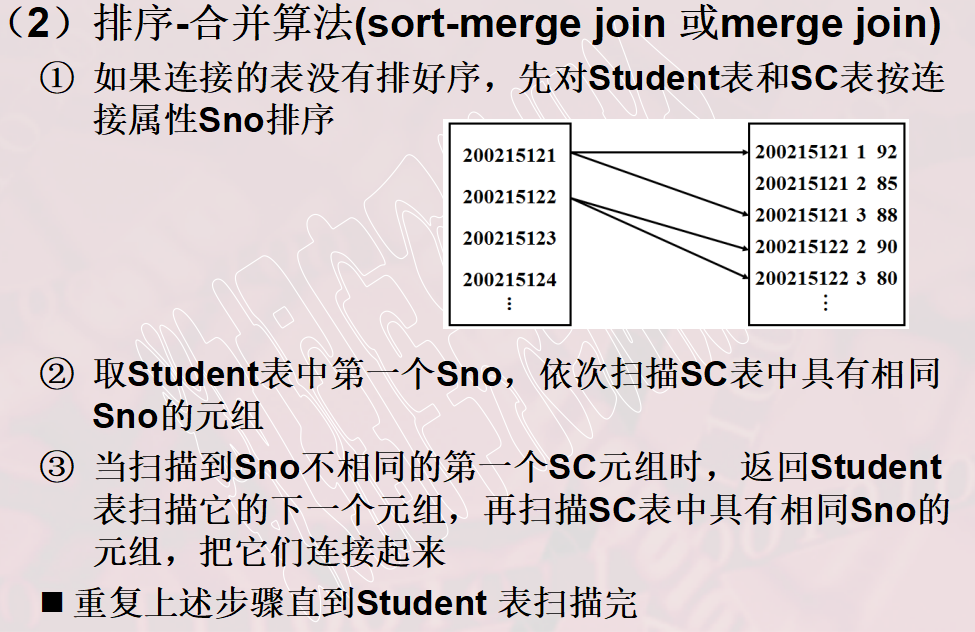 （2）排序-合并算法(sort-merge join 或merge join)
① 如果连接的表没有排好序，先对Student表和SC表按连
接属性Sno排序
200215121
200215122
200215123
200215124
⋮
200215121 1 92
200215121 2 85
200215121 3 88
200215122 2 90
200215122 3 80
⋮
② 取Student表中第一个Sno，依次扫描SC表中具有相同
Sno的元组
③ 当扫描到Sno不相同的第一个SC元组时，返回Student
表扫描它的下一个元组，再扫描SC表中具有相同Sno的
元组，把它们连接起来
■ 重复上述步骤直到Student 表扫描完